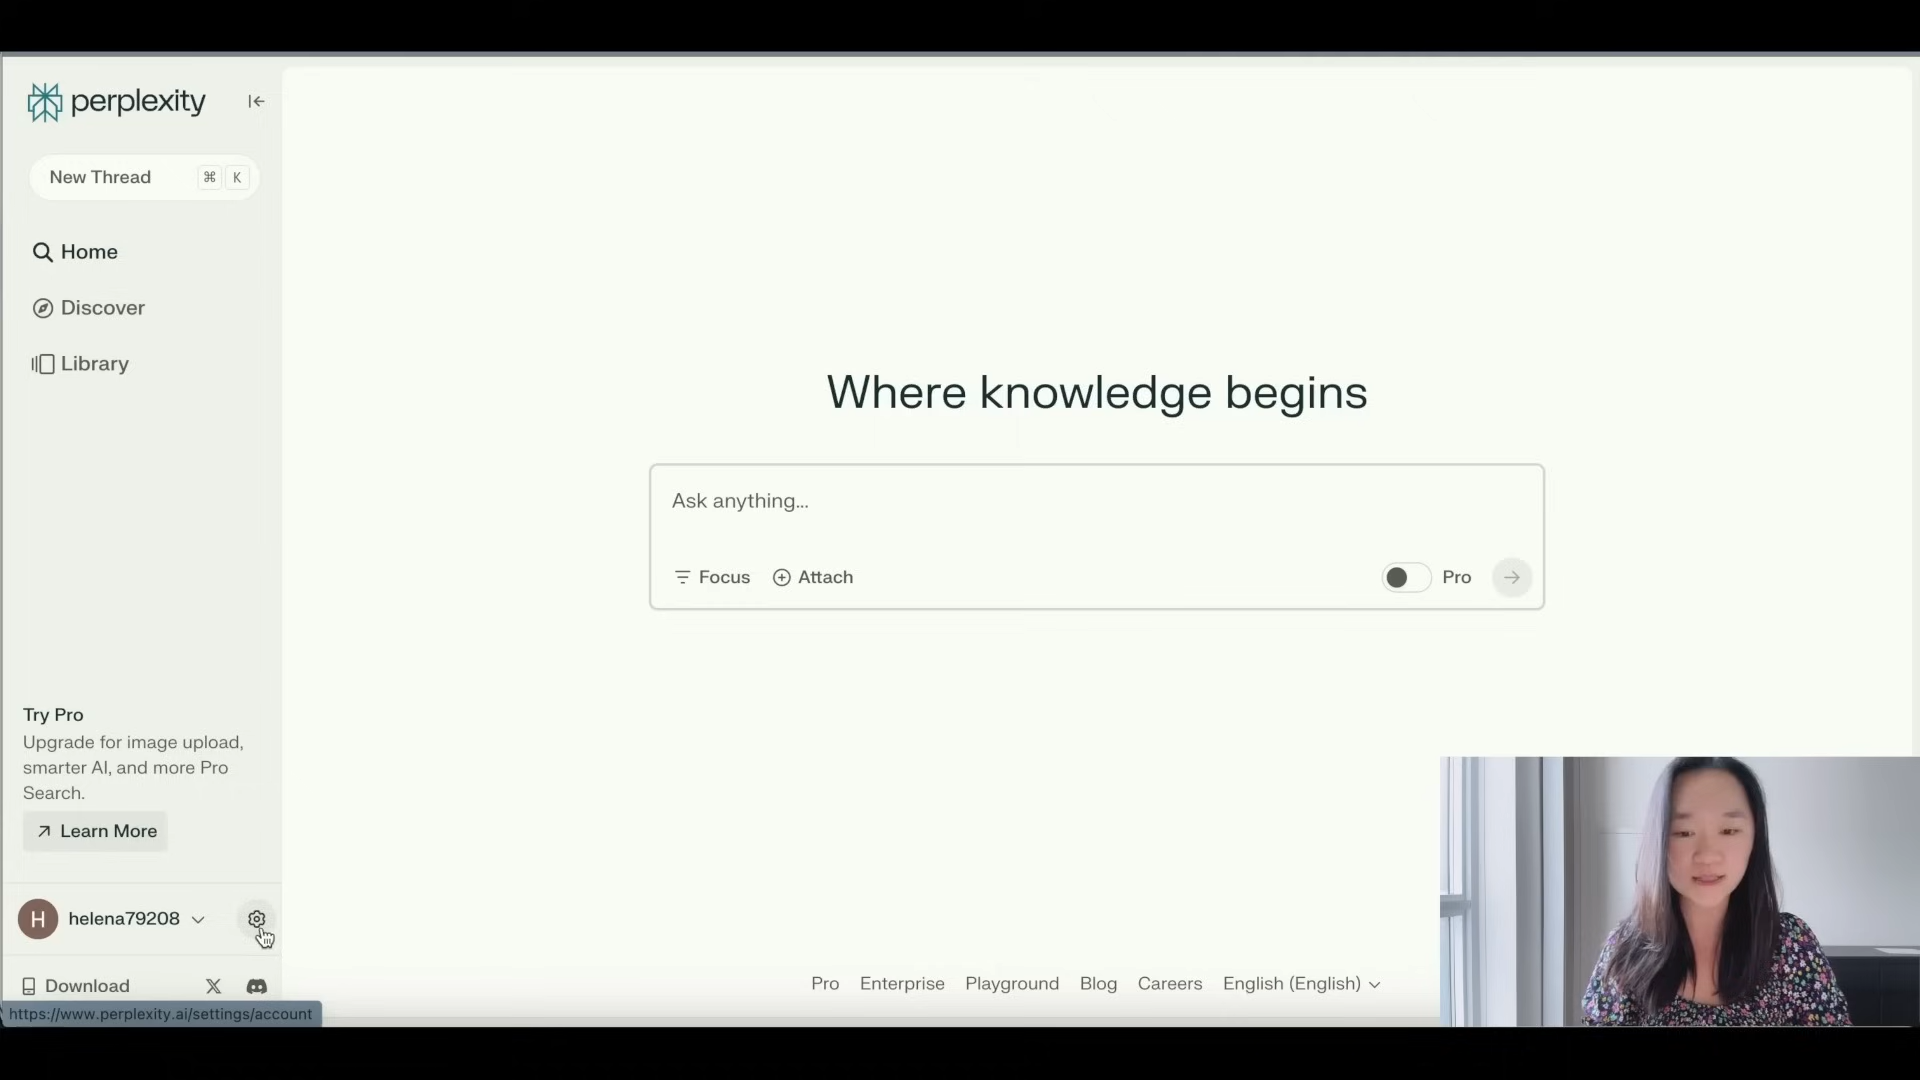 perplexity
New Thread ⌘ K
Home
Discover
Library
Where knowledge begins
Ask anything...
Focus Attach Pro
Try Pro
Upgrade for image upload,
smarter AI, and more Pro
Search.
Learn More
H helena79208
Download X
Pro Enterprise Playground Blog Careers English (English)
https://www.perplexity.ai/settings/account